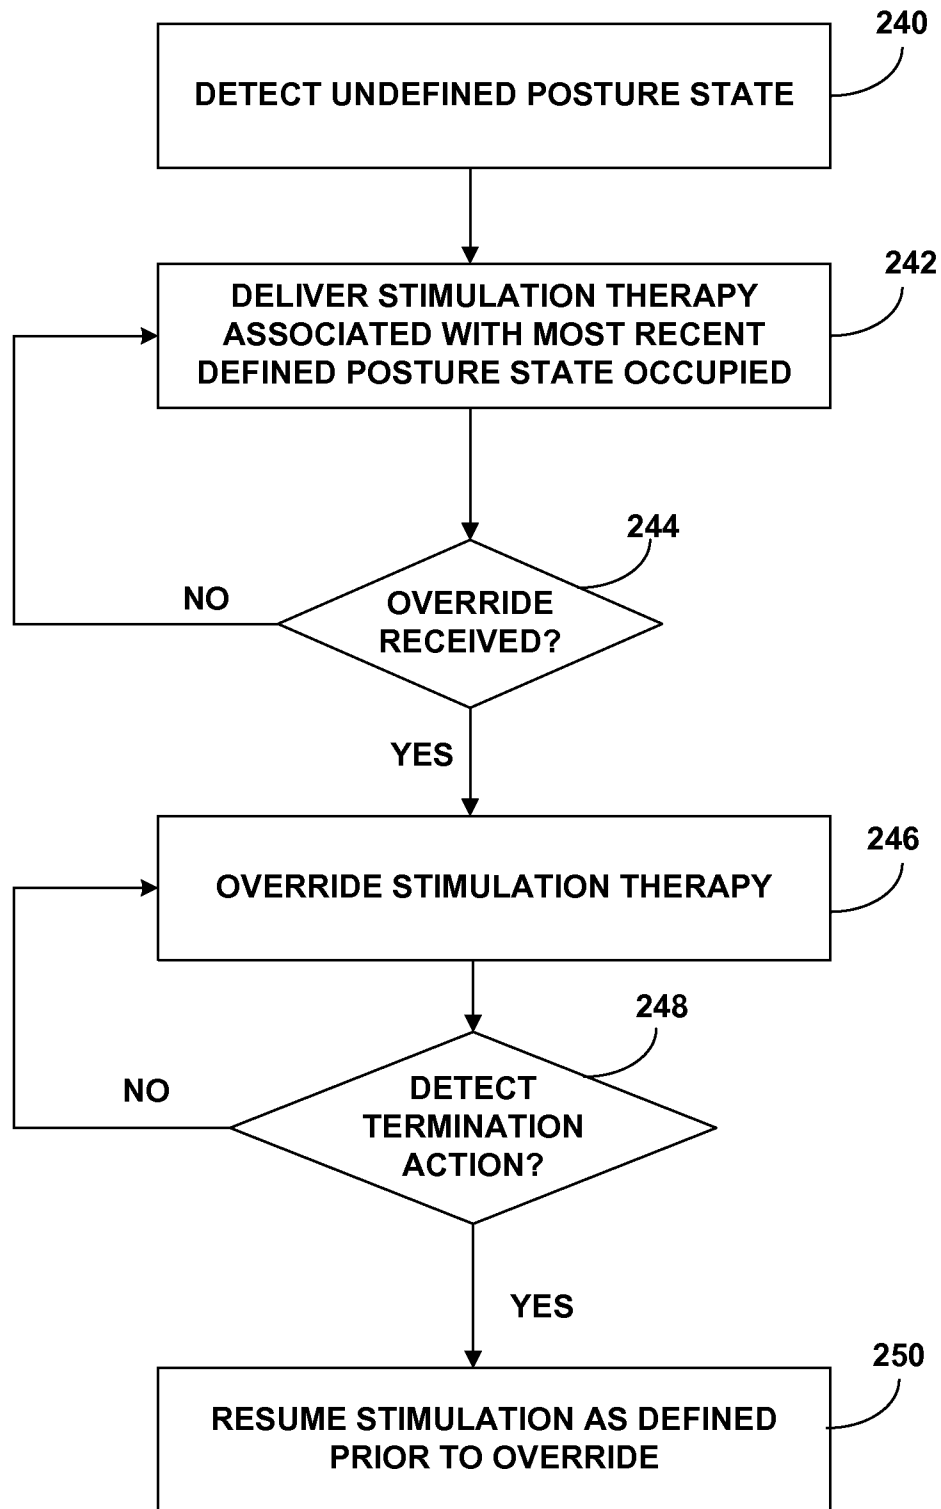 240
DETECT UNDEFINED POSTURE STATE
242
DELIVER STIMULATION THERAPY
ASSOCIATED WITH MOST RECENT
DEFINED POSTURE STATE OCCUPIED
244
NO
OVERRIDE
RECEIVED?
YES
246
OVERRIDE STIMULATION THERAPY
248
NO
DETECT
TERMINATION
ACTION?
YES
250
RESUME STIMULATION AS DEFINED
PRIOR TO OVERRIDE